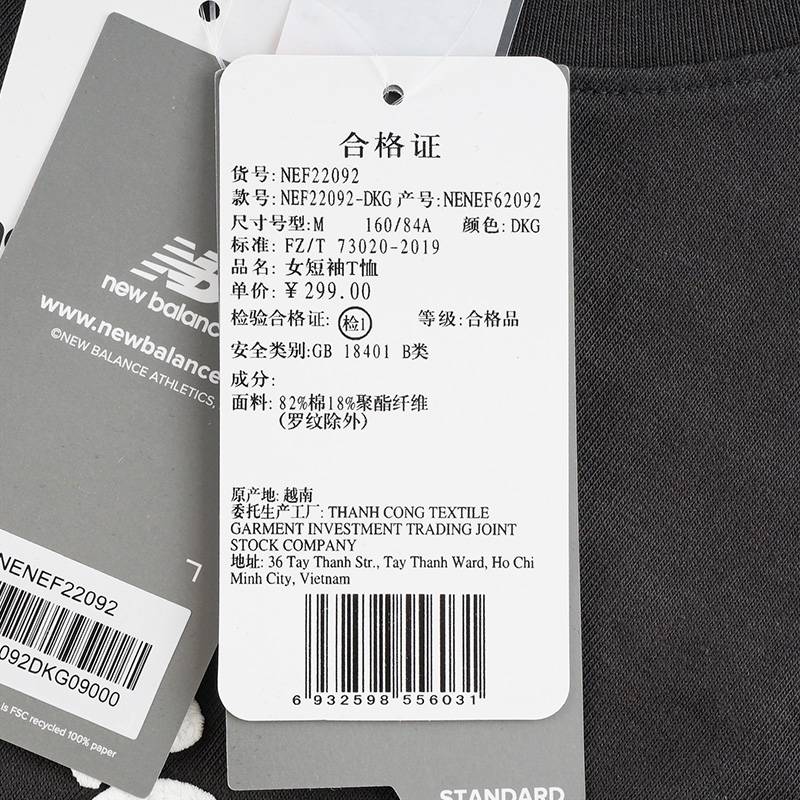 合格证
货号: NEF22092
款号: NEF22092-DKG 产号: NENEF62092
尺寸号型: M 160/84A 颜色: DKG
标准: FZ/T 73020-2019
品名: 女短袖T恤
单价: ¥ 299.00
检验合格证: 检1 等级: 合格品
安全类别: GB 18401 B类
成分:
面料: 82%棉18%聚酯纤维
(罗纹除外)
原产地: 越南
委托生产工厂: THANH CONG TEXTILE
GARMENT INVESTMENT TRADING JOINT
STOCK COMPANY
地址: 36 Tay Thanh Str., Tay Thanh Ward, Ho Chi
Minh City, Vietnam
6 932598 556031
NB
new balanc
www.newbalance
©NEW BALANCE ATHLETICS,
L
NENEF22092
092DKG09000
is FSC recycled 100% paper
STANDARD